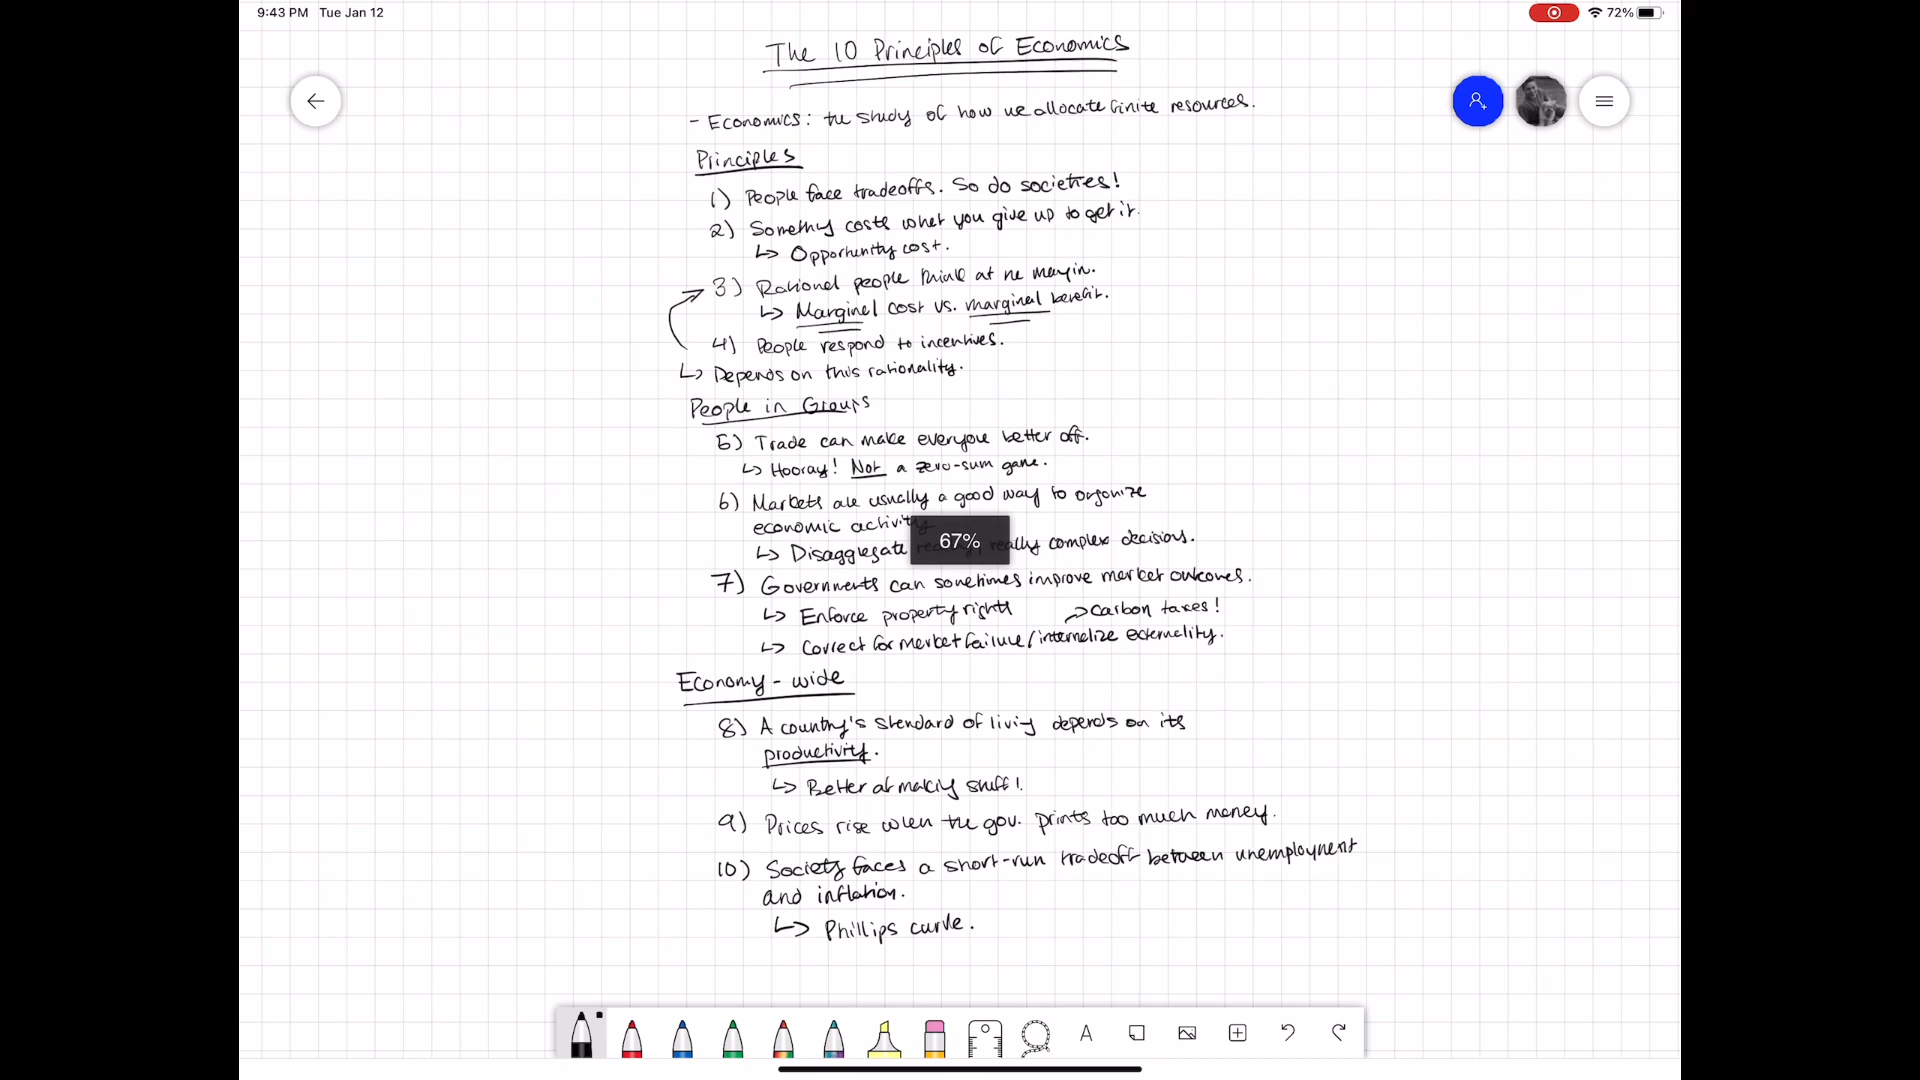 9:43 PM Tue Jan 12
72%
The 10 Principles of Economics
- Economics: the study of how we allocate finite resources.
Principles
1) People face tradeoffs. So do societies!
2) Something costs what you give up to get it.
↳ Opportunity cost.
3) Rational people think at the margin.
↳ Marginal cost vs. marginal benefit.
4) People respond to incentives.
↳ Depends on this rationality.
People in Groups
5) Trade can make everyone better off.
↳ Hooray! Not a zero-sum game.
6) Markets are usually a good way to organize
economic activity
67%
↳ Disaggregate really complex decisions.
7) Governments can sometimes improve market outcomes.
↳ Enforce property rights → Carbon taxes!
↳ Correct for market failure/internalize externality.
Economy-wide
8) A country's standard of living depends on its
productivity.
↳ Better at making stuff!
9) Prices rise when the gov. prints too much money.
10) Society faces a short-run tradeoff between unemployment
and inflation.
↳ Phillips curve.
A